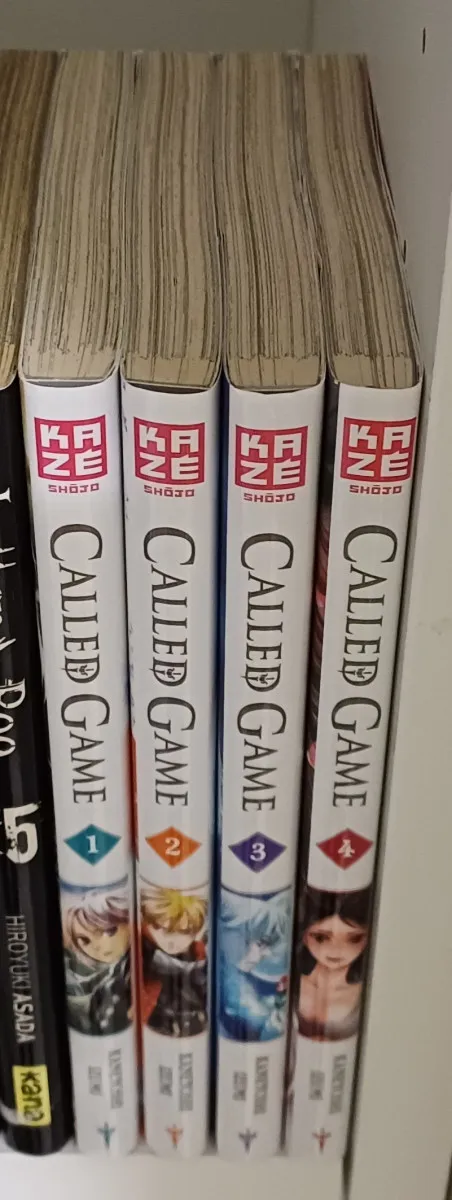 5
HIROYUKI ASADA
kana
KAZÉ
SHÔJO
CALLED GAME
1
KAZÉ
SHÔJO
CALLED GAME
2
KAZÉ
SHÔJO
CALLED GAME
3
KAZÉ
SHÔJO
CALLED GAME
4